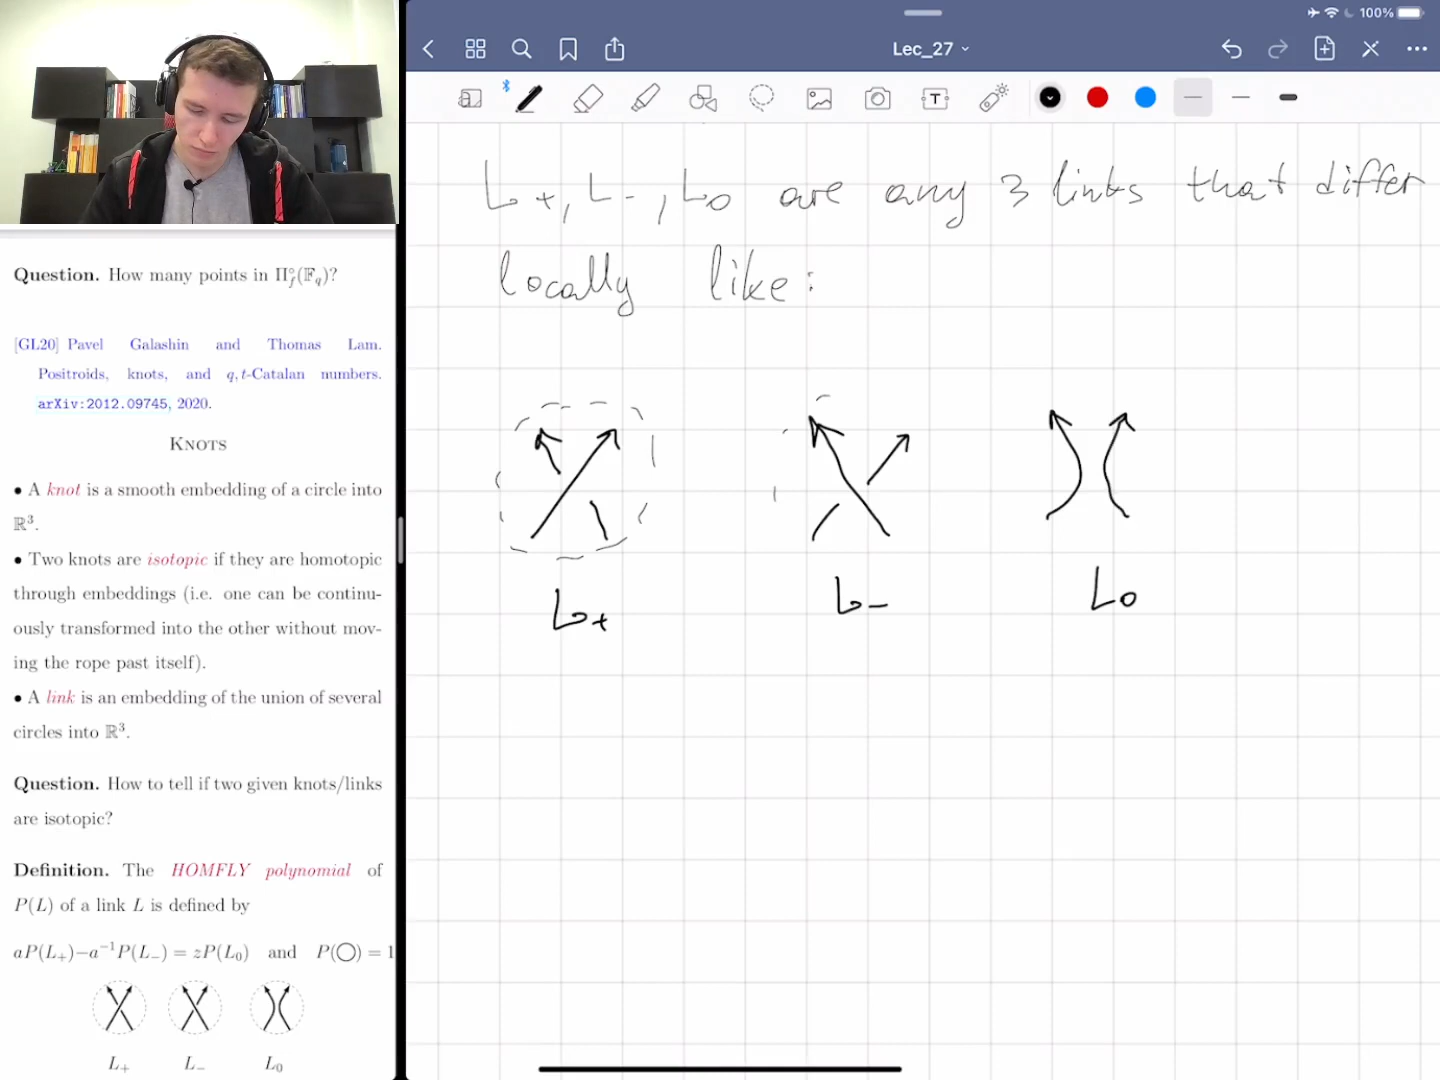 100%
Lec_27
T
Question. How many points in Π°_f(𝔽_q)?
[GL20] Pavel Galashin and Thomas Lam.
Positroids, knots, and q,t-Catalan numbers.
arXiv:2012.09745, 2020.
KNOTS
• A knot is a smooth embedding of a circle into
ℝ³.
• Two knots are isotopic if they are homotopic
through embeddings (i.e. one can be continu-
ously transformed into the other without mov-
ing the rope past itself).
• A link is an embedding of the union of several
circles into ℝ³.
Question. How to tell if two given knots/links
are isotopic?
Definition. The HOMFLY polynomial of
P(L) of a link L is defined by
aP(L₊)−a⁻¹P(L₋) = zP(L₀) and P(◯) = 1
L₊ L₋ L₀
L₊, L₋, L₀ are any 3 links that differ
locally like:
L₊ L₋ L₀